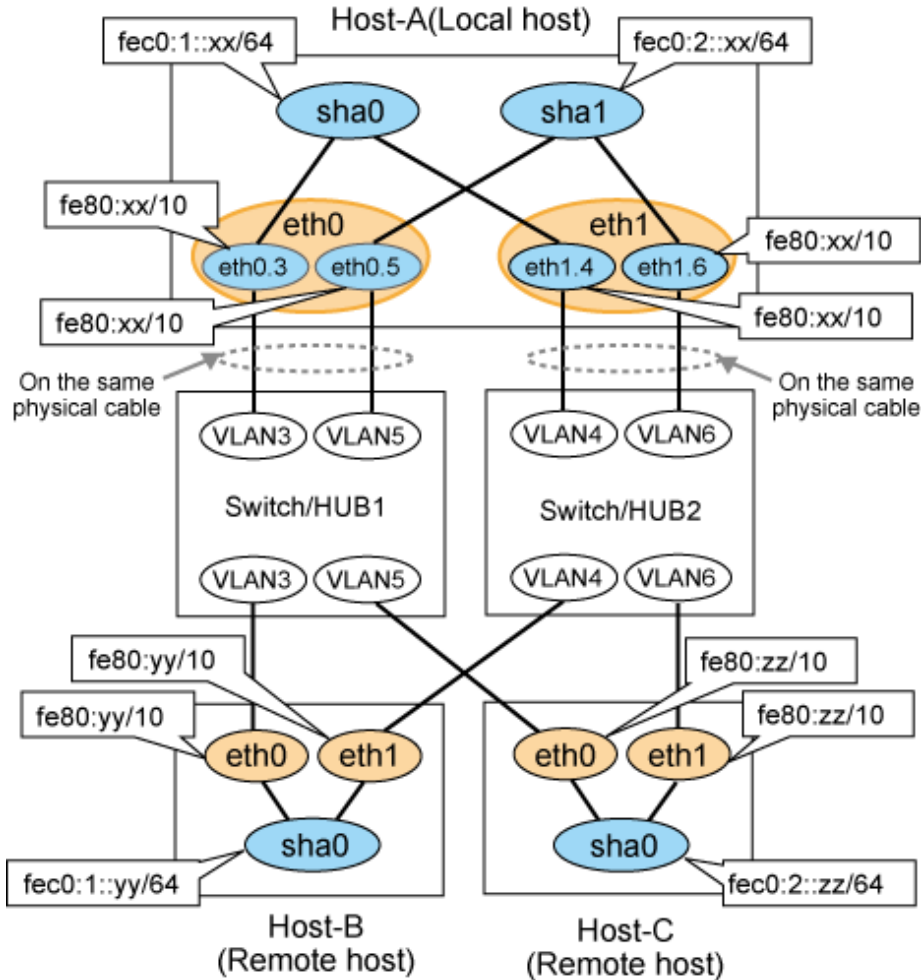 Host-A(Local host)
fec0:1::xx/64
fec0:2::xx/64
sha0
sha1
fe80:xx/10
eth0
eth1
fe80:xx/10
eth0.3
eth0.5
eth1.4
eth1.6
fe80:xx/10
fe80:xx/10
On the same
physical cable
On the same
physical cable
VLAN3
VLAN5
VLAN4
VLAN6
Switch/HUB1
Switch/HUB2
VLAN3
VLAN5
VLAN4
VLAN6
fe80:yy/10
fe80:zz/10
fe80:yy/10
fe80:zz/10
eth0
eth1
eth0
eth1
sha0
sha0
fec0:1::yy/64
fec0:2::zz/64
Host-B
(Remote host)
Host-C
(Remote host)